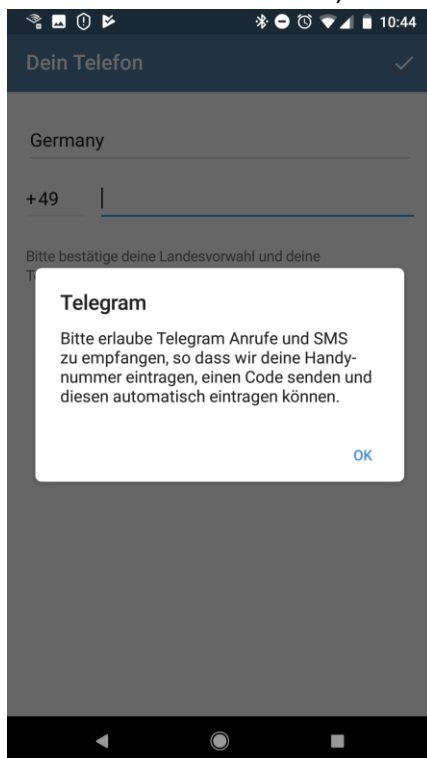 10:44
Dein Telefon
Germany
+49
Bitte bestätige deine Landesvorwahl und deine
Telegram
Bitte erlaube Telegram Anrufe und SMS
zu empfangen, so dass wir deine Handy-
nummer eintragen, einen Code senden und
diesen automatisch eintragen können.
OK